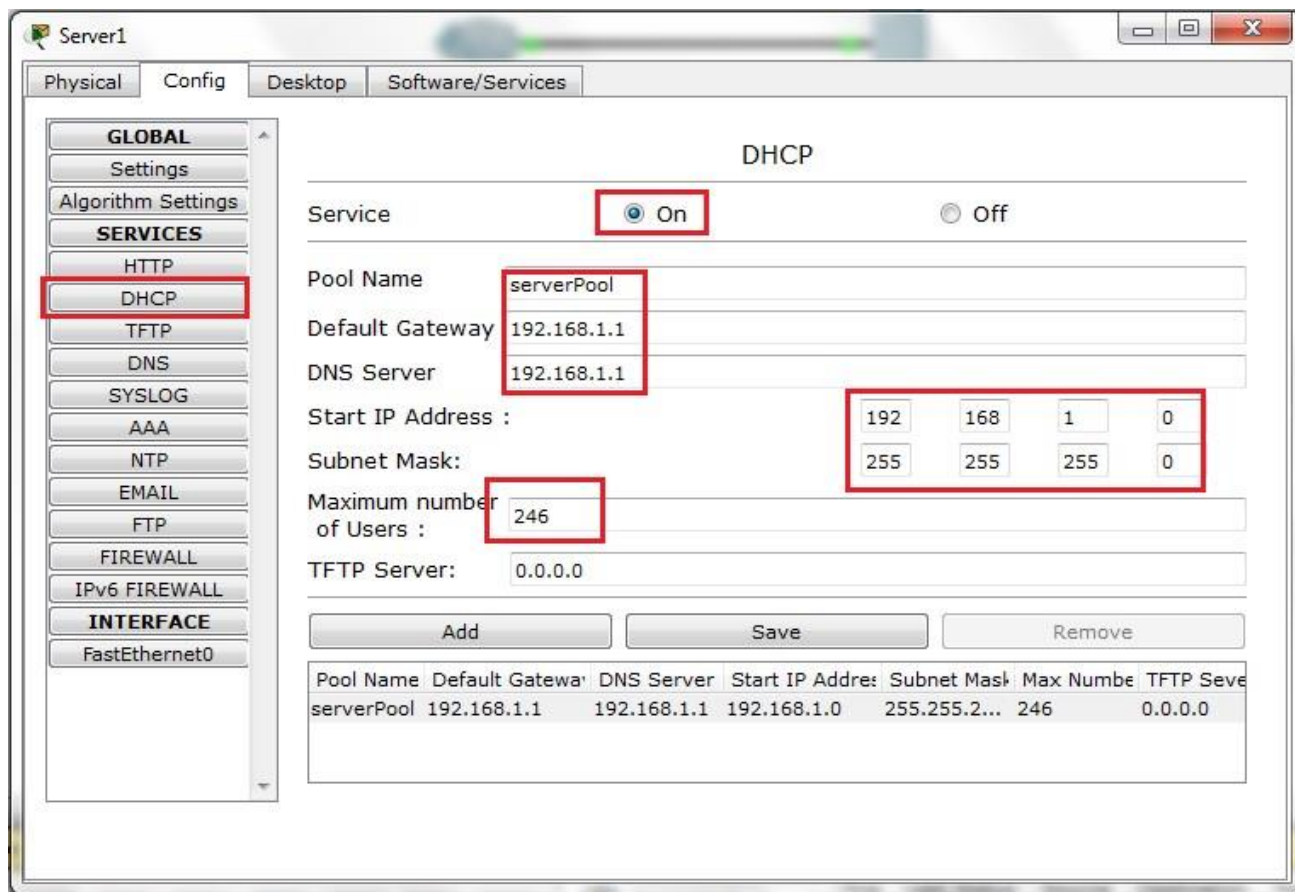 Server1
Physical Config Desktop Software/Services
GLOBAL
Settings
Algorithm Settings
SERVICES
HTTP
DHCP
TFTP
DNS
SYSLOG
AAA
NTP
EMAIL
FTP
FIREWALL
IPv6 FIREWALL
INTERFACE
FastEthernet0
DHCP
Service On Off
Pool Name serverPool
Default Gateway 192.168.1.1
DNS Server 192.168.1.1
Start IP Address : 192 168 1 0
Subnet Mask: 255 255 255 0
Maximum number
of Users : 246
TFTP Server: 0.0.0.0
Add Save Remove
Pool Name Default Gateway DNS Server Start IP Addres Subnet Mask Max Numbe TFTP Seve
serverPool 192.168.1.1 192.168.1.1 192.168.1.0 255.255.2... 246 0.0.0.0